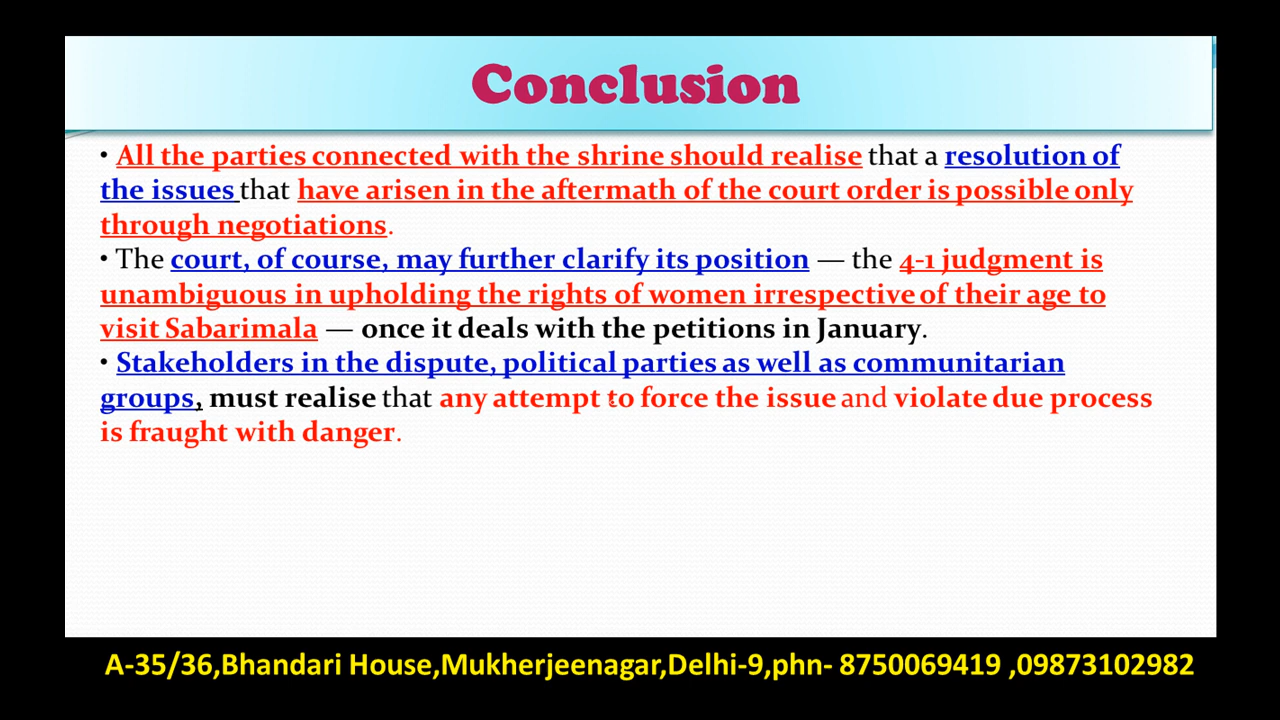 Conclusion
• All the parties connected with the shrine should realise that a resolution of
the issues that have arisen in the aftermath of the court order is possible only
through negotiations.
• The court, of course, may further clarify its position — the 4-1 judgment is
unambiguous in upholding the rights of women irrespective of their age to
visit Sabarimala — once it deals with the petitions in January.
• Stakeholders in the dispute, political parties as well as communitarian
groups, must realise that any attempt to force the issue and violate due process
is fraught with danger.
A-35/36,Bhandari House,Mukherjeenagar,Delhi-9,phn- 8750069419 ,09873102982